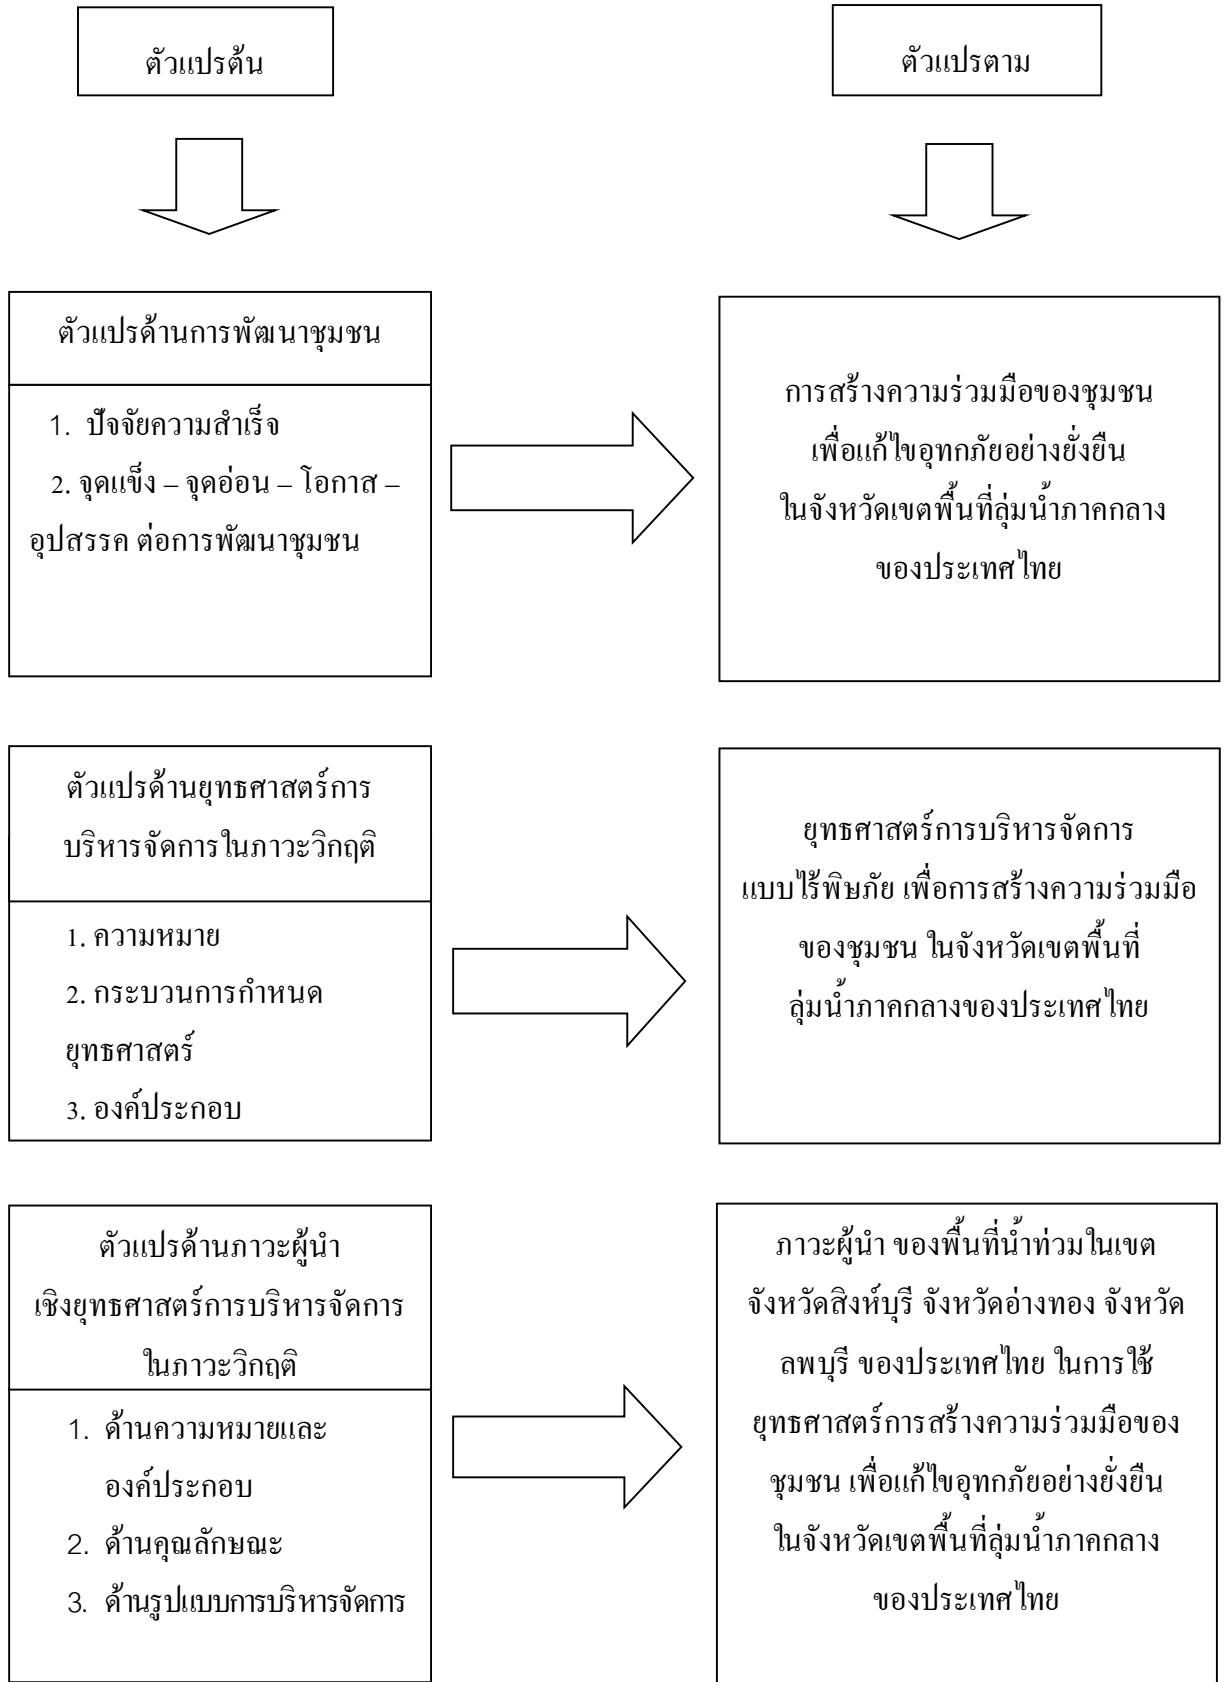 ตัวแปรต้น
ตัวแปรตาม
ตัวแปรด้านการพัฒนาชุมชน
1. ปัจจัยความสำเร็จ
2. จุดแข็ง – จุดอ่อน – โอกาส –
อุปสรรค ต่อการพัฒนาชุมชน
การสร้างความร่วมมือของชุมชน
เพื่อแก้ไขอุทกภัยอย่างยั่งยืน
ในจังหวัดเขตพื้นที่ลุ่มน้ำภาคกลาง
ของประเทศไทย
ตัวแปรด้านยุทธศาสตร์การ
บริหารจัดการในภาวะวิกฤติ
1. ความหมาย
2. กระบวนการกำหนด
ยุทธศาสตร์
3. องค์ประกอบ
ยุทธศาสตร์การบริหารจัดการ
แบบไร้พิษภัย เพื่อการสร้างความร่วมมือ
ของชุมชน ในจังหวัดเขตพื้นที่
ลุ่มน้ำภาคกลางของประเทศไทย
ตัวแปรด้านภาวะผู้นำ
เชิงยุทธศาสตร์การบริหารจัดการ
ในภาวะวิกฤติ
1. ด้านความหมายและ
องค์ประกอบ
2. ด้านคุณลักษณะ
3. ด้านรูปแบบการบริหารจัดการ
ภาวะผู้นำ ของพื้นที่น้ำท่วมในเขต
จังหวัดสิงห์บุรี จังหวัดอ่างทอง จังหวัด
ลพบุรี ของประเทศไทย ในการใช้
ยุทธศาสตร์การสร้างความร่วมมือของ
ชุมชน เพื่อแก้ไขอุทกภัยอย่างยั่งยืน
ในจังหวัดเขตพื้นที่ลุ่มน้ำภาคกลาง
ของประเทศไทย